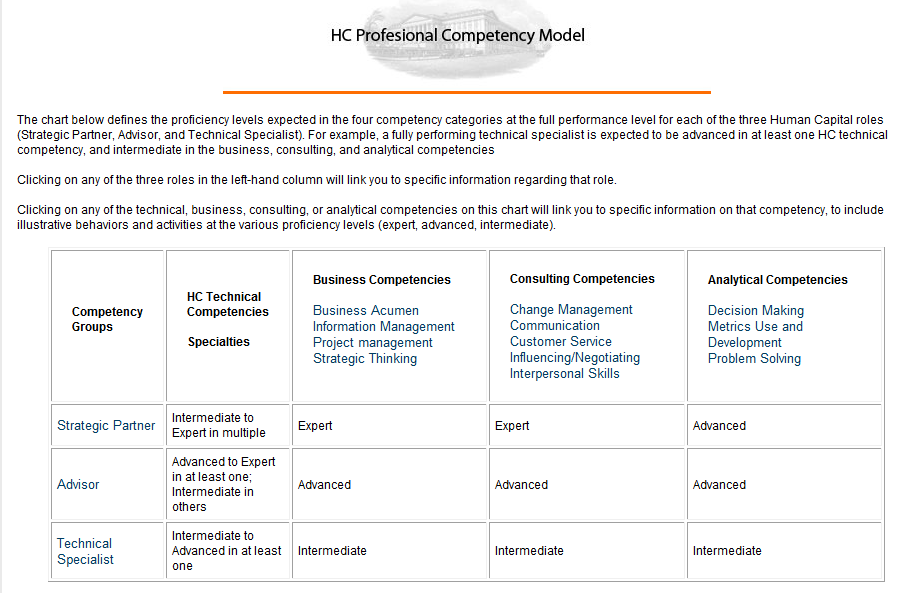 HC Profesional Competency Model
The chart below defines the proficiency levels expected in the four competency categories at the full performance level for each of the three Human Capital roles
(Strategic Partner, Advisor, and Technical Specialist). For example, a fully performing technical specialist is expected to be advanced in at least one HC technical
competency, and intermediate in the business, consulting, and analytical competencies
Clicking on any of the three roles in the left-hand column will link you to specific information regarding that role.
Clicking on any of the technical, business, consulting, or analytical competencies on this chart will link you to specific information on that competency, to include
illustrative behaviors and activities at the various proficiency levels (expert, advanced, intermediate).
Competency
Groups
HC Technical
Competencies
Specialties
Business Competencies
Business Acumen
Information Management
Project management
Strategic Thinking
Consulting Competencies
Change Management
Communication
Customer Service
Influencing/Negotiating
Interpersonal Skills
Analytical Competencies
Decision Making
Metrics Use and
Development
Problem Solving
Strategic Partner
Intermediate to
Expert in multiple
Expert
Expert
Advanced
Advisor
Advanced to Expert
in at least one;
Intermediate in
others
Advanced
Advanced
Advanced
Technical
Specialist
Intermediate to
Advanced in at least
one
Intermediate
Intermediate
Intermediate